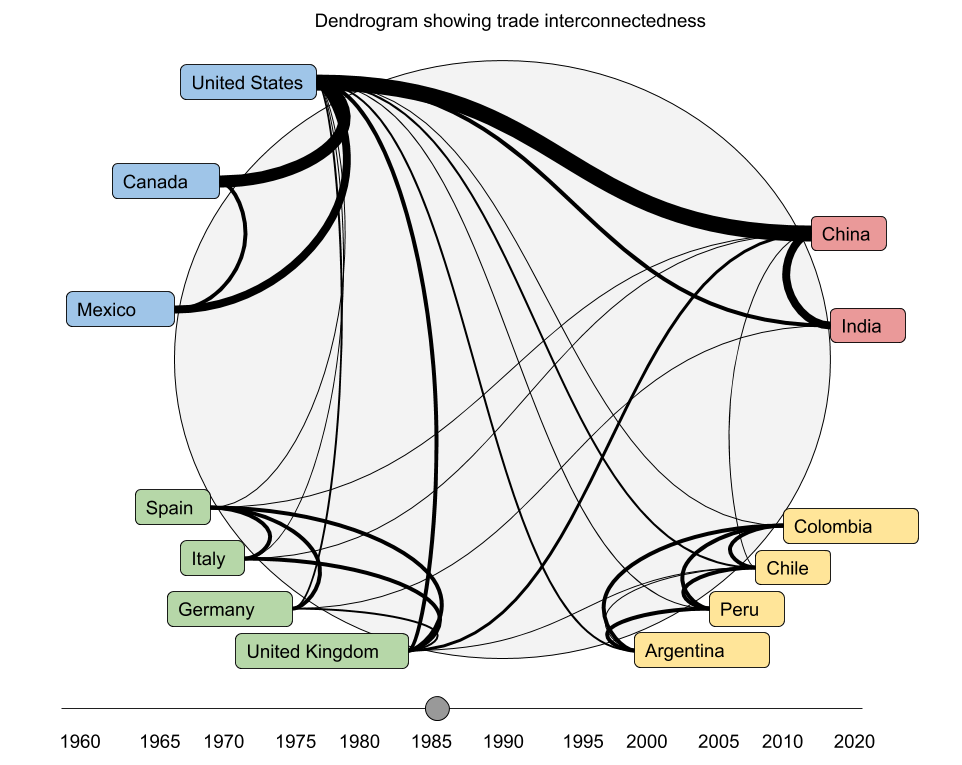 Dendrogram showing trade interconnectedness
United States
Canada
China
Mexico
India
Spain
Colombia
Italy
Chile
Germany
Peru
United Kingdom
Argentina
1960 1965 1970 1975 1980 1985 1990 1995 2000 2005 2010 2020